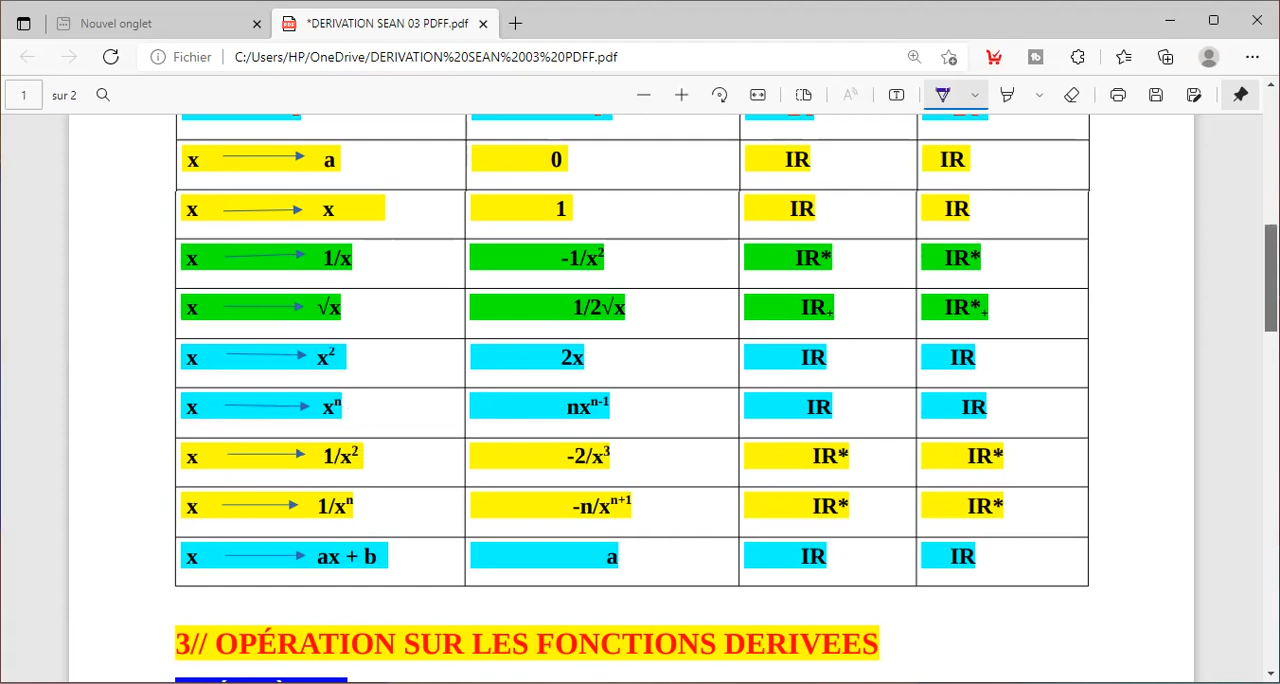 Nouvel onglet
*DERIVATION SEAN 03 PDFF.pdf
Fichier C:/Users/HP/OneDrive/DERIVATION%20SEAN%2003%20PDFF.pdf
1 sur 2
x a 0 IR IR
x x 1 IR IR
x 1/x -1/x² IR* IR*
x √x 1/2√x IR₊ IR*₊
x x² 2x IR IR
x xⁿ nxⁿ⁻¹ IR IR
x 1/x² -2/x³ IR* IR*
x 1/xⁿ -n/xⁿ⁺¹ IR* IR*
x ax + b a IR IR
3// OPÉRATION SUR LES FONCTIONS DERIVEES